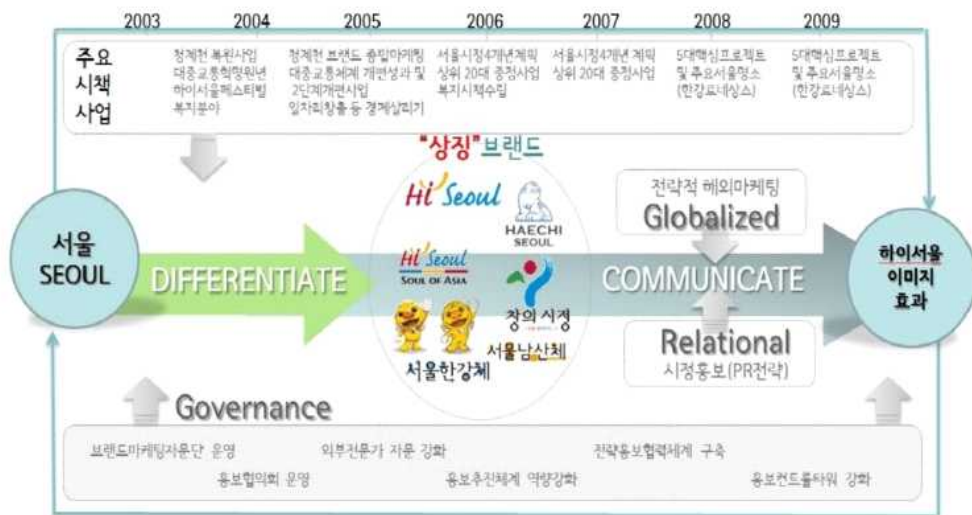 2003 2004 2005 2006 2007 2008 2009
주요
시책
사업
청계천 복원사업
대중교통혁명원년
하이서울페스티벌
복지분야
청계천 브랜드 종합마케팅
대중교통체계 개편성과 및
2단계개편사업
일자리창출 등 경제살리기
서울시정4개년계획
상위 20대 중점사업
복지시책수립
서울시정4개년 계획
상위 20대 중점사업
5대핵심프로젝트
및 주요서울명소
(한강르네상스)
5대핵심프로젝트
및 주요서울명소
(한강르네상스)
"상징"브랜드
Hi Seoul
HAECHI
SEOUL
Hi Seoul
SOUL OF ASIA
창의 시정
서울한강체
서울남산체
서울
SEOUL
DIFFERENTIATE
COMMUNICATE
전략적 해외마케팅
Globalized
Relational
시정홍보(PR전략)
하이서울
이미지
효과
Governance
브랜드마케팅자문단 운영
외부전문가 자문 강화
전략홍보협력체계 구축
홍보협의회 운영
홍보추진체계 역량강화
홍보컨트롤타워 강화